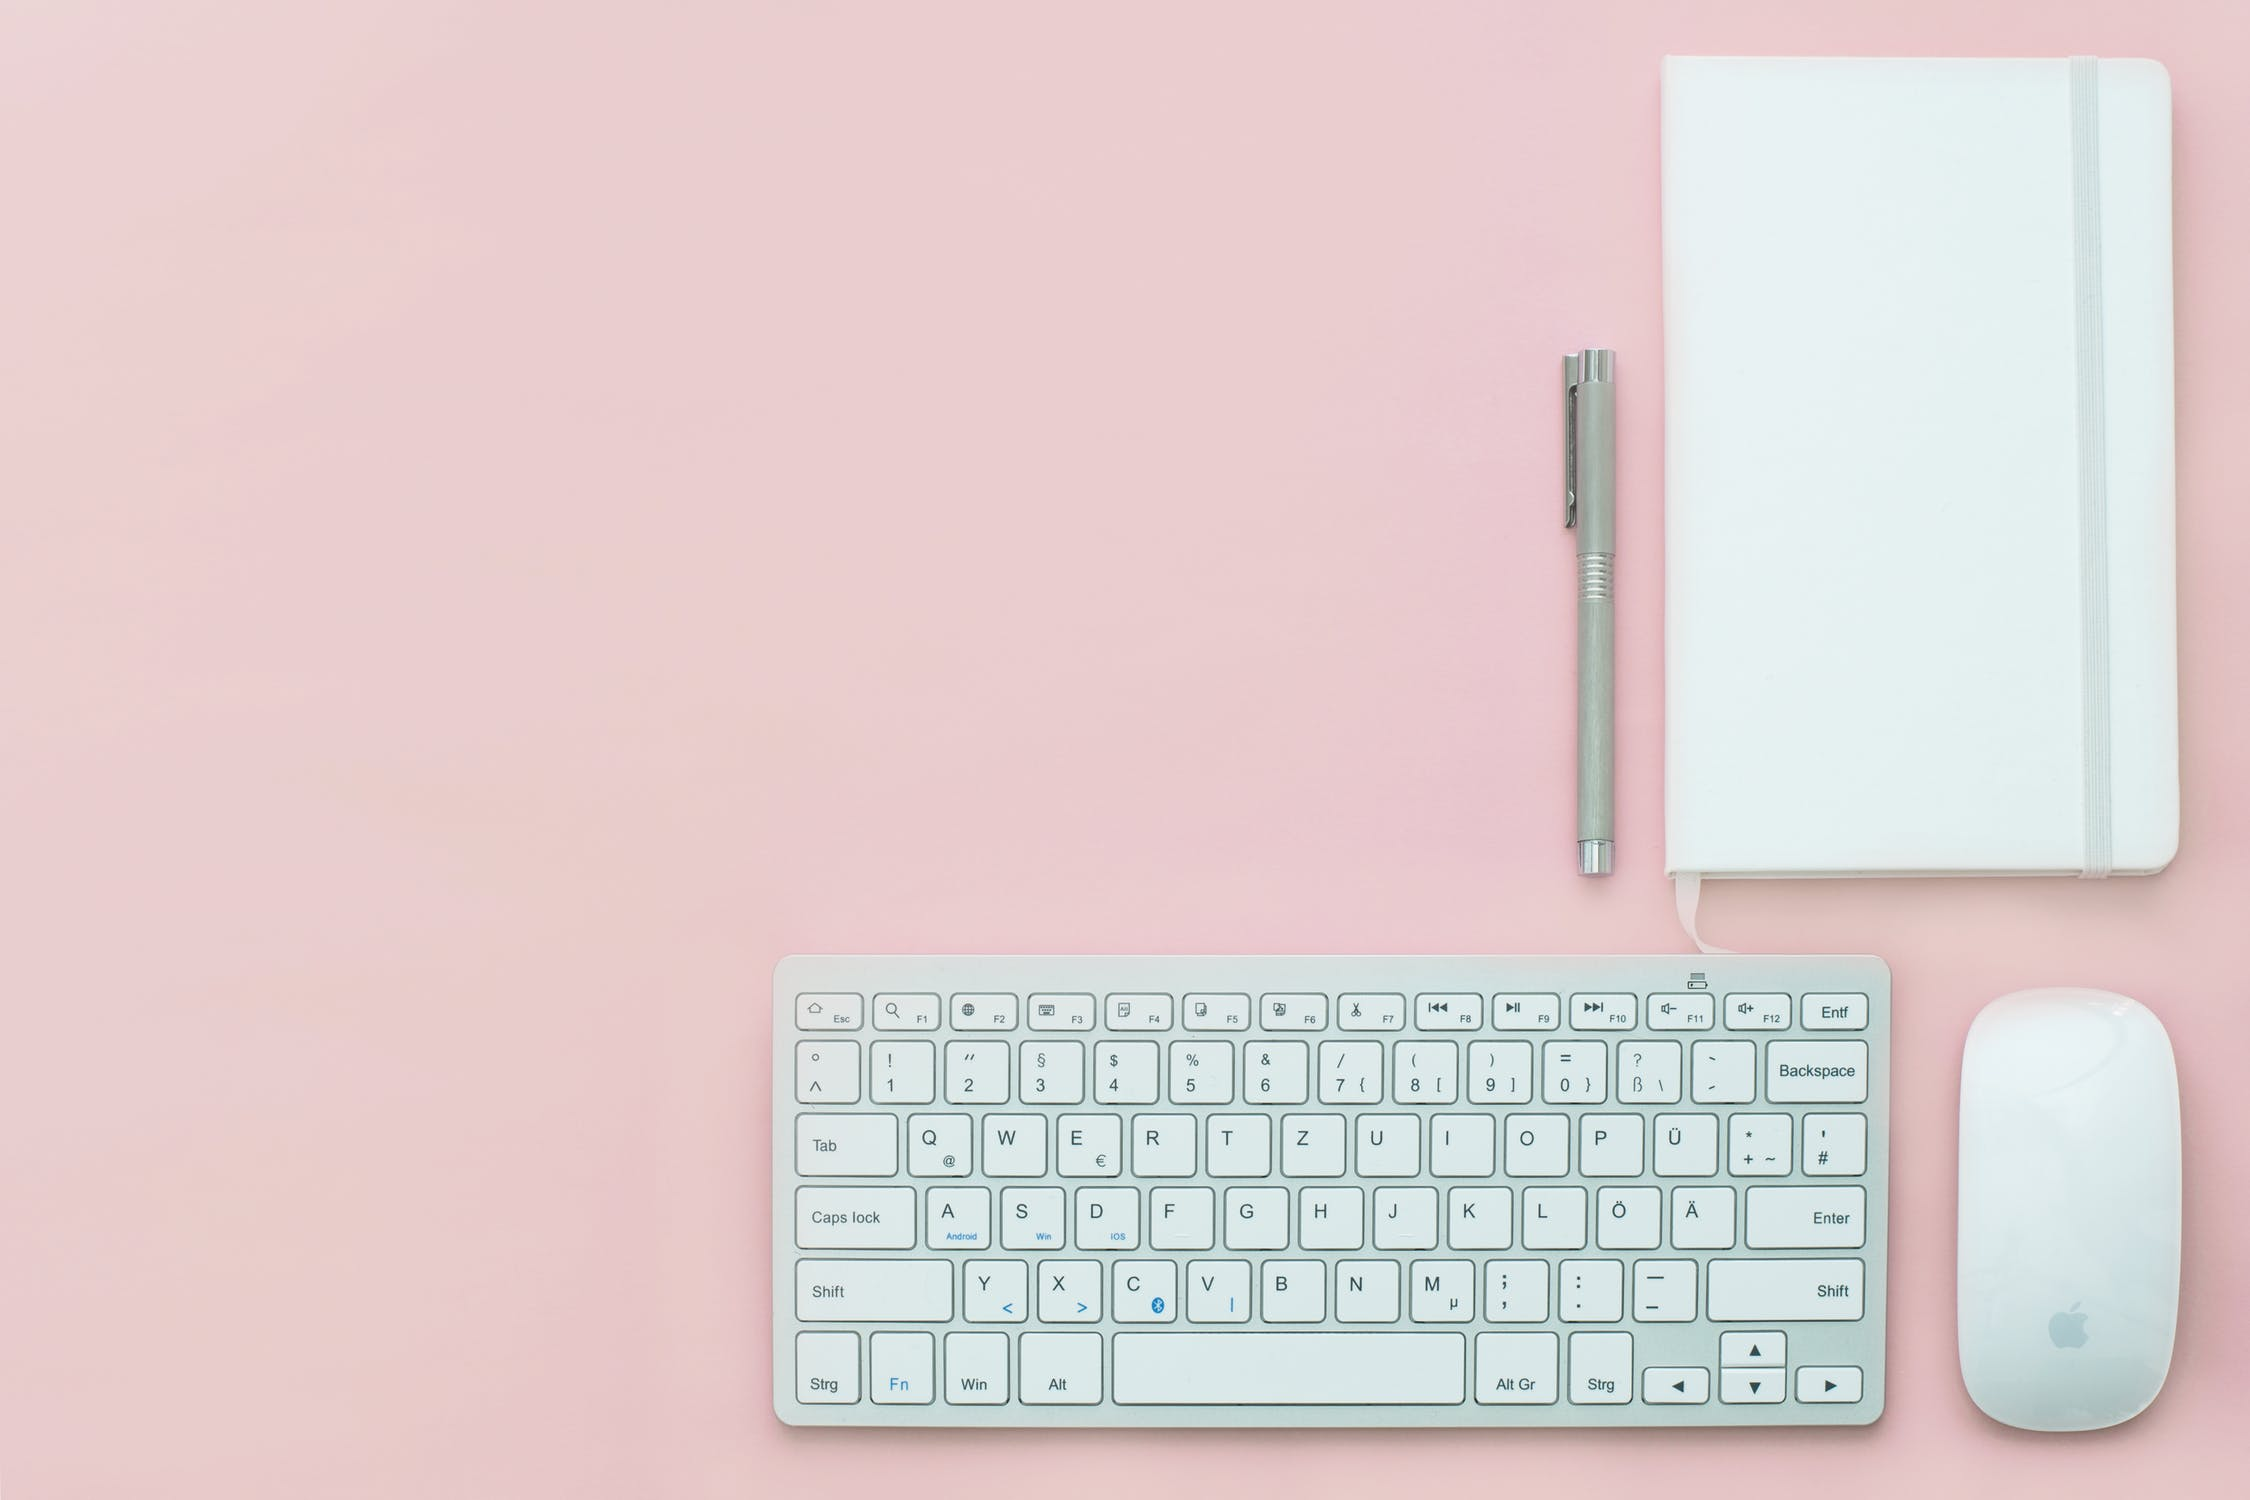 Esc F1 F2 F3 F4 F5 F6 F7 F8 F9 F10 F11 F12 Entf
° ! " § $ % & / ( ) = ? `
^ 1 2 3 4 5 6 7 { 8 [ 9 ] 0 } ß \ ´ Backspace
Tab Q @ W E € R T Z U I O P Ü * + ~ ' #
Caps lock A S D F G H J K L Ö Ä Enter
Android Win IOS
Shift Y < X > C V | B N M µ ; , : . — _ Shift
Strg Fn Win Alt Alt Gr Strg